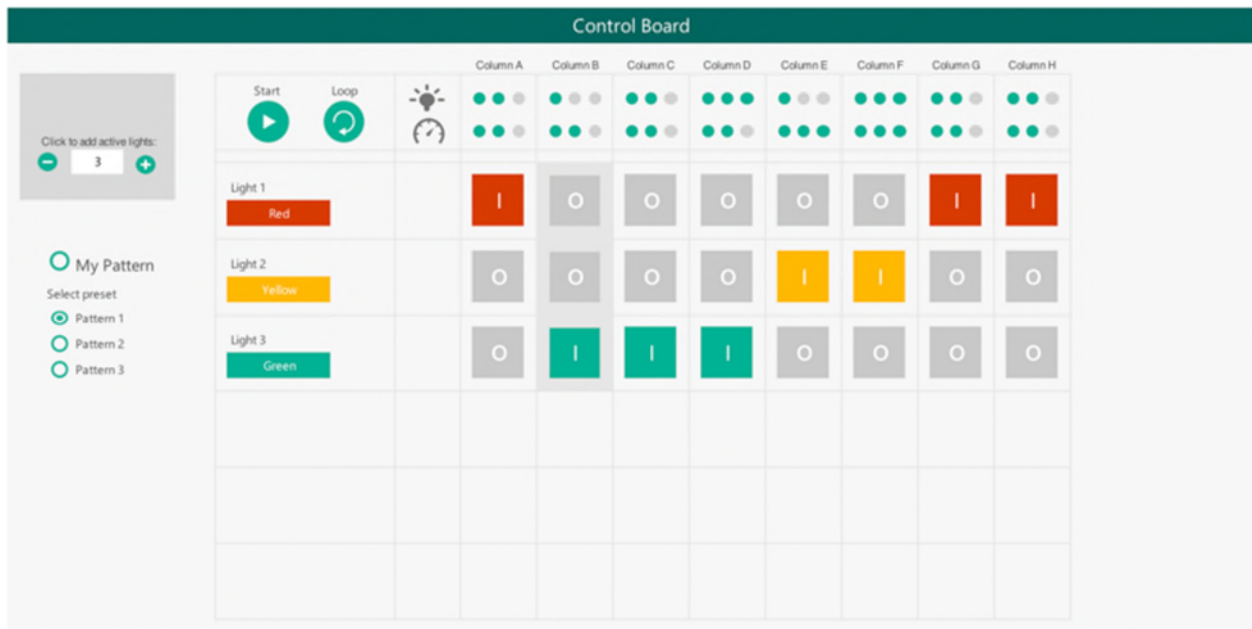 Control Board
Column A Column B Column C Column D Column E Column F Column G Column H
Start Loop
Click to add active lights:
3
Light 1
Red
I O O O O O I I
My Pattern
Select preset
Pattern 1
Pattern 2
Pattern 3
Light 2
Yellow
O O O O I I O O
Light 3
Green
O I I I O O O O